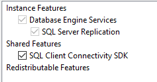 Instance Features
Database Engine Services
SQL Server Replication
Shared Features
SQL Client Connectivity SDK
Redistributable Features